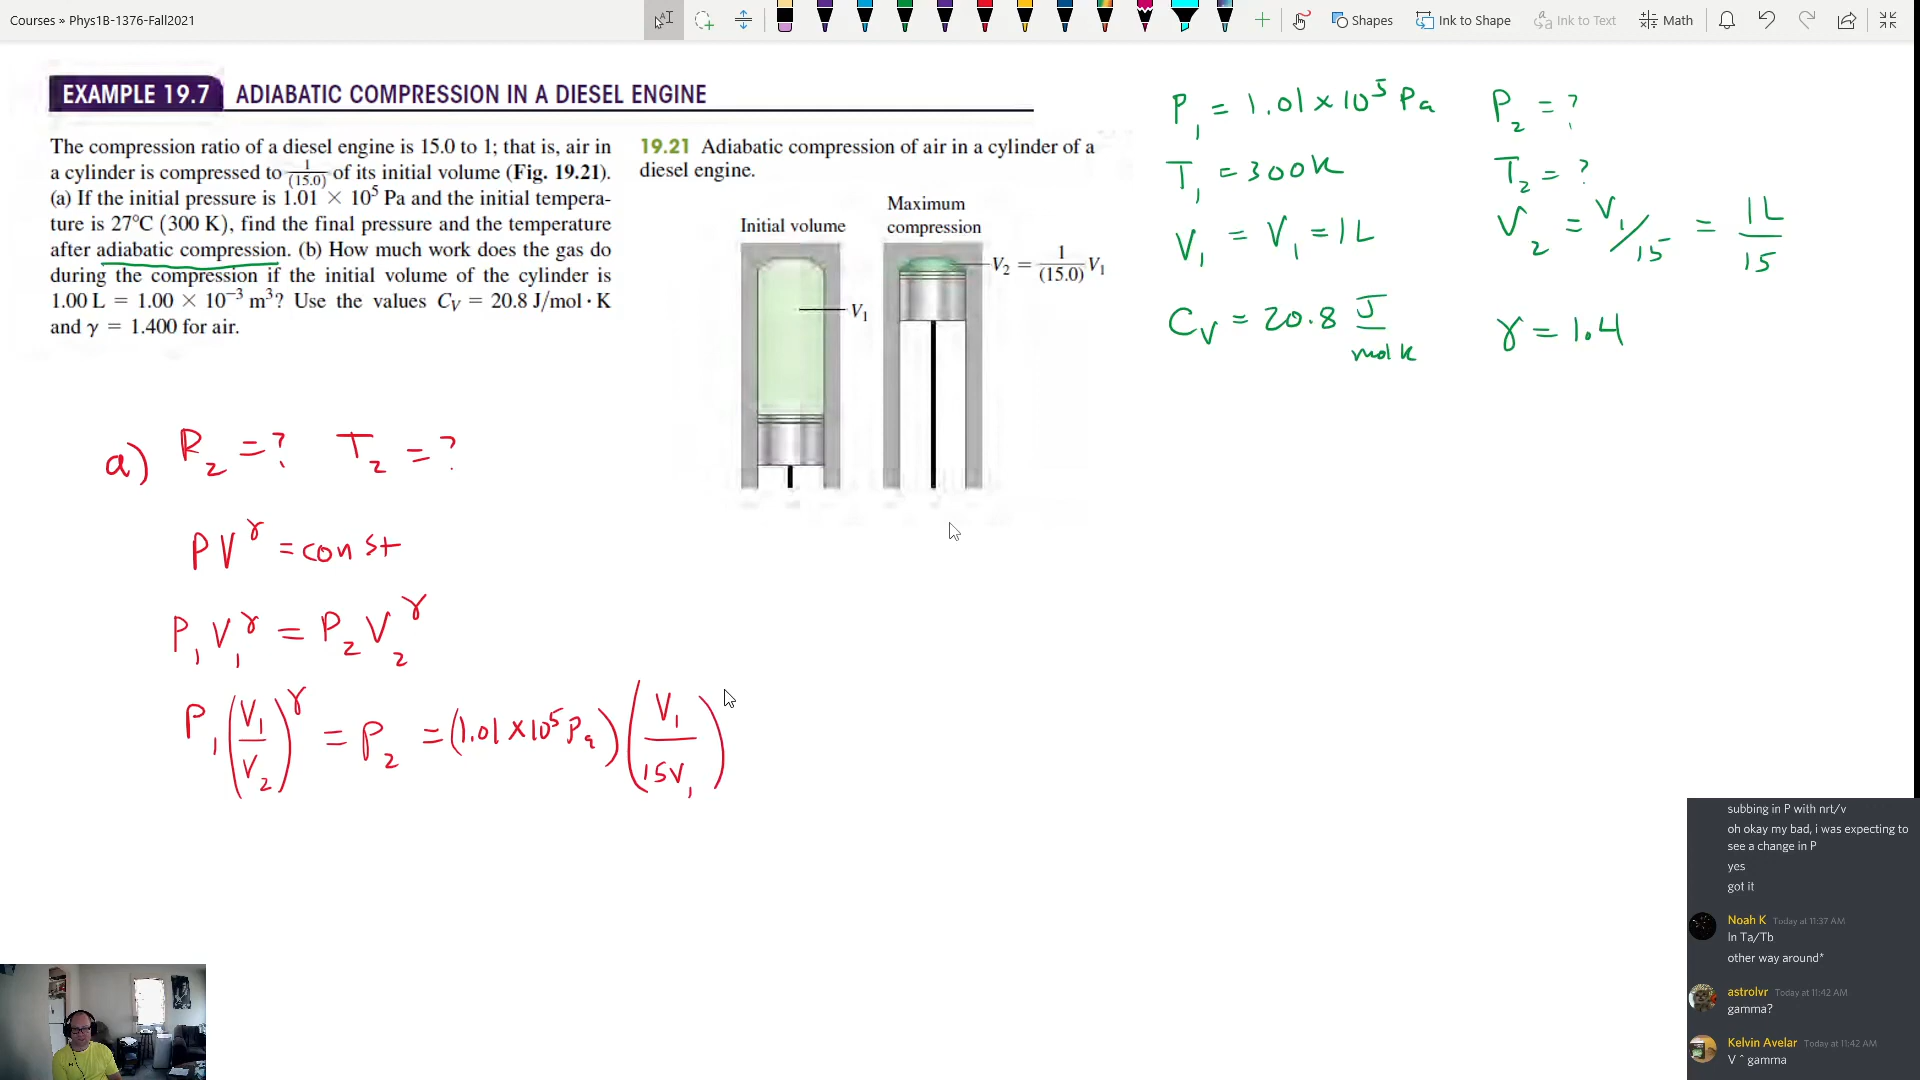 Courses » Phys1B-1376-Fall2021
Shapes
Ink to Shape
Ink to Text
Math
EXAMPLE 19.7 ADIABATIC COMPRESSION IN A DIESEL ENGINE
The compression ratio of a diesel engine is 15.0 to 1; that is, air in
a cylinder is compressed to 1/(15.0) of its initial volume (Fig. 19.21).
(a) If the initial pressure is 1.01 × 10⁵ Pa and the initial tempera-
ture is 27°C (300 K), find the final pressure and the temperature
after adiabatic compression. (b) How much work does the gas do
during the compression if the initial volume of the cylinder is
1.00 L = 1.00 × 10⁻³ m³? Use the values C_V = 20.8 J/mol · K
and γ = 1.400 for air.
19.21 Adiabatic compression of air in a cylinder of a
diesel engine.
Initial volume
Maximum
compression
V₂ = 1/(15.0) V₁
V₁
P₁ = 1.01 × 10⁵ Pa
P₂ = ?
T₁ = 300K
T₂ = ?
V₁ = V₁ = 1L
V₂ = V₁/15 = 1L/15
C_V = 20.8 J/mol K
γ = 1.4
a) P₂ = ? T₂ = ?
PV^γ = const
P₁V₁^γ = P₂V₂^γ
P₁(V₁/V₂)^γ = P₂ = (1.01 × 10⁵ Pa)(V₁/15V₁)
subbing in P with nrt/v
oh okay my bad, i was expecting to
see a change in P
yes
got it
Noah K Today at 11:37 AM
ln Ta/Tb
other way around*
astrolvr Today at 11:42 AM
gamma?
Kelvin Avelar Today at 11:42 AM
V ^ gamma